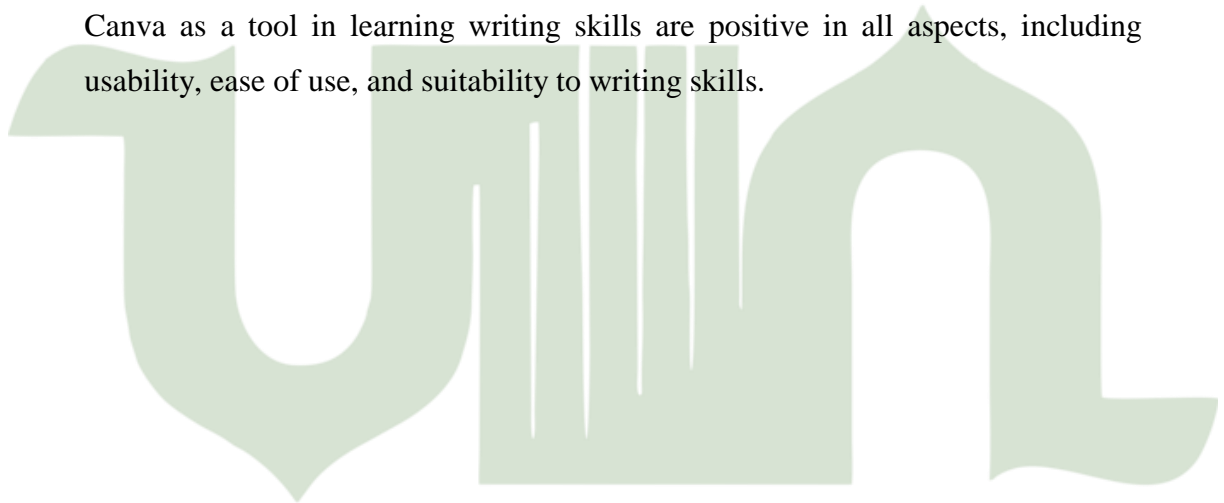 Canva as a tool in learning writing skills are positive in all aspects, including
usability, ease of use, and suitability to writing skills.